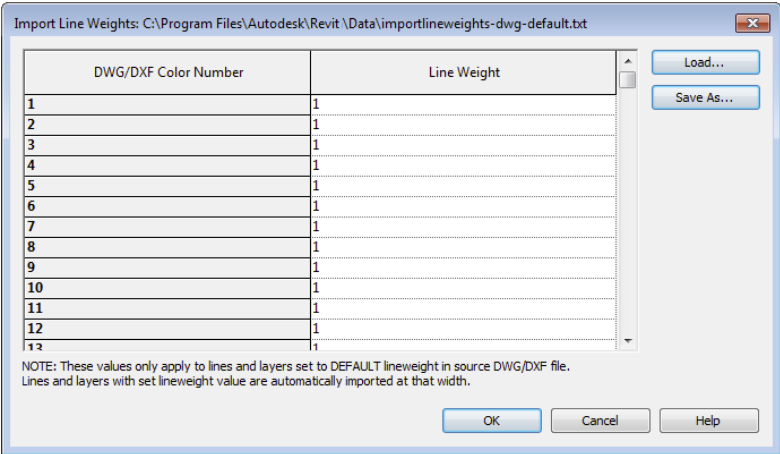 Import Line Weights: C:\Program Files\Autodesk\Revit \Data\importlineweights-dwg-default.txt
DWG/DXF Color Number Line Weight
1 1
2 1
3 1
4 1
5 1
6 1
7 1
8 1
9 1
10 1
11 1
12 1
13 1
Load...
Save As...
NOTE: These values only apply to lines and layers set to DEFAULT lineweight in source DWG/DXF file.
Lines and layers with set lineweight value are automatically imported at that width.
OK Cancel Help